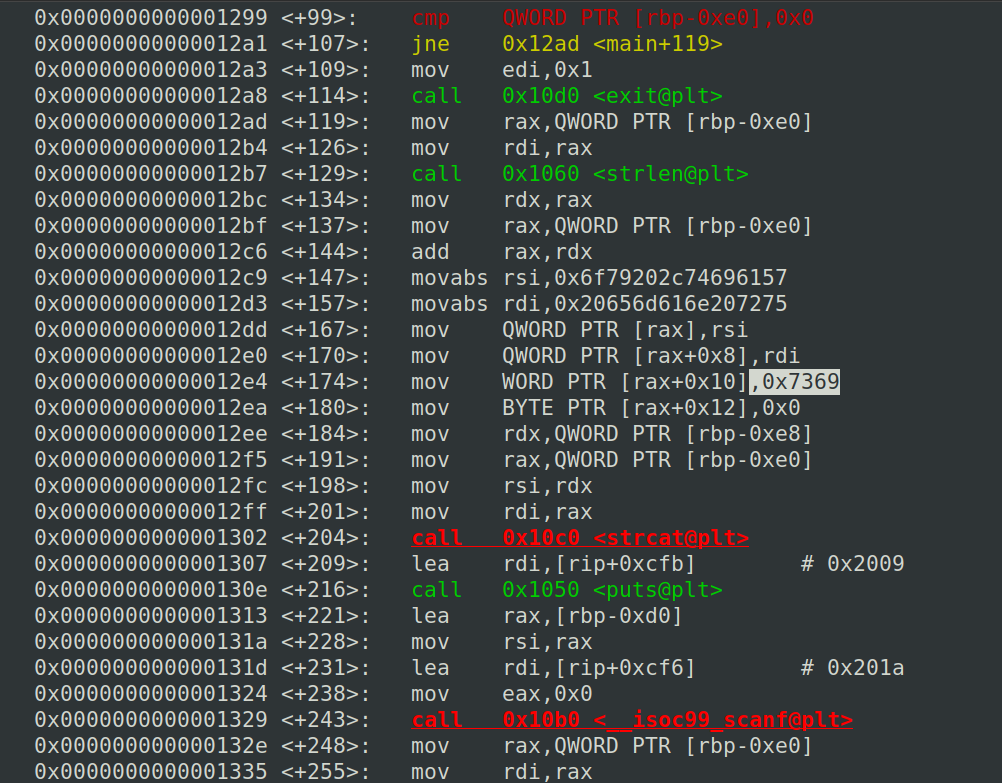 0x0000000000001299 <+99>: cmp QWORD PTR [rbp-0xe0],0x0
0x00000000000012a1 <+107>: jne 0x12ad <main+119>
0x00000000000012a3 <+109>: mov edi,0x1
0x00000000000012a8 <+114>: call 0x10d0 <exit@plt>
0x00000000000012ad <+119>: mov rax,QWORD PTR [rbp-0xe0]
0x00000000000012b4 <+126>: mov rdi,rax
0x00000000000012b7 <+129>: call 0x1060 <strlen@plt>
0x00000000000012bc <+134>: mov rdx,rax
0x00000000000012bf <+137>: mov rax,QWORD PTR [rbp-0xe0]
0x00000000000012c6 <+144>: add rax,rdx
0x00000000000012c9 <+147>: movabs rsi,0x6f79202c74696157
0x00000000000012d3 <+157>: movabs rdi,0x20656d616e207275
0x00000000000012dd <+167>: mov QWORD PTR [rax],rsi
0x00000000000012e0 <+170>: mov QWORD PTR [rax+0x8],rdi
0x00000000000012e4 <+174>: mov WORD PTR [rax+0x10],0x7369
0x00000000000012ea <+180>: mov BYTE PTR [rax+0x12],0x0
0x00000000000012ee <+184>: mov rdx,QWORD PTR [rbp-0xe8]
0x00000000000012f5 <+191>: mov rax,QWORD PTR [rbp-0xe0]
0x00000000000012fc <+198>: mov rsi,rdx
0x00000000000012ff <+201>: mov rdi,rax
0x0000000000001302 <+204>: call 0x10c0 <strcat@plt>
0x0000000000001307 <+209>: lea rdi,[rip+0xcfb] # 0x2009
0x000000000000130e <+216>: call 0x1050 <puts@plt>
0x0000000000001313 <+221>: lea rax,[rbp-0xd0]
0x000000000000131a <+228>: mov rsi,rax
0x000000000000131d <+231>: lea rdi,[rip+0xcf6] # 0x201a
0x0000000000001324 <+238>: mov eax,0x0
0x0000000000001329 <+243>: call 0x10b0 <__isoc99_scanf@plt>
0x000000000000132e <+248>: mov rax,QWORD PTR [rbp-0xe0]
0x0000000000001335 <+255>: mov rdi,rax